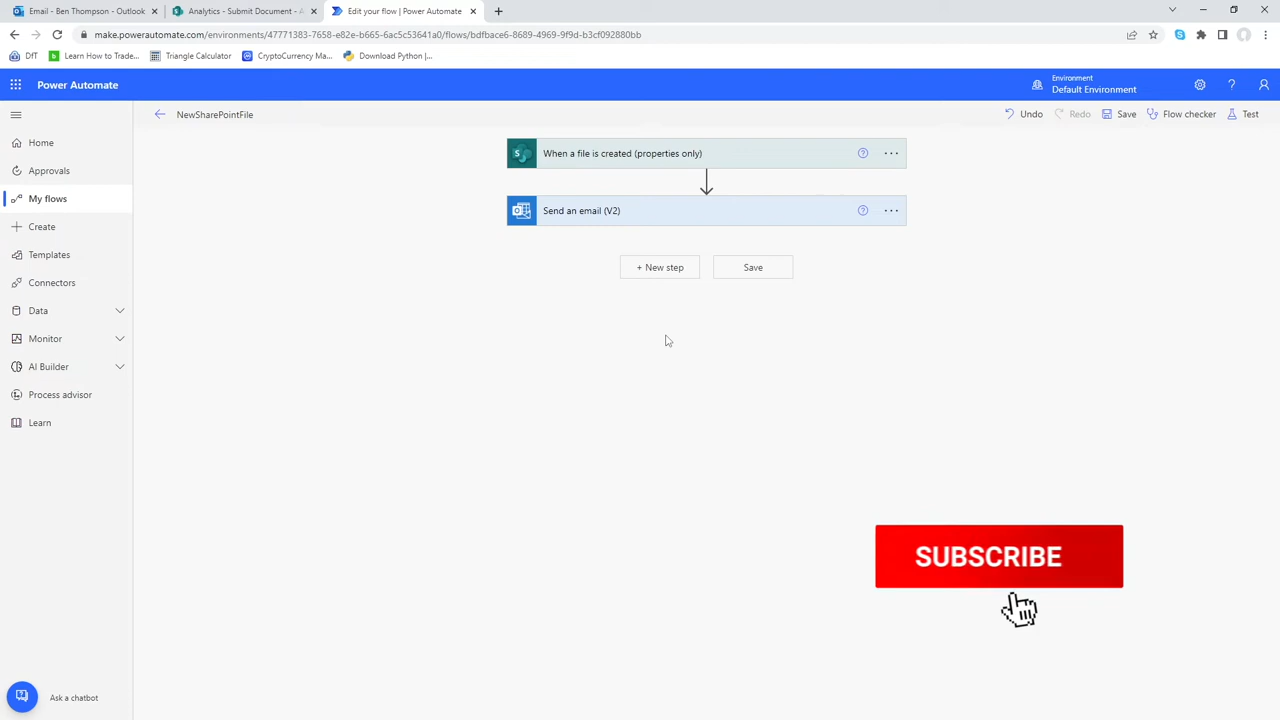 Email - Ben Thompson - Outlook
Analytics - Submit Document - A
Edit your flow | Power Automate
make.powerautomate.com/environments/47771383-7658-e82e-b665-6ac5c53641a0/flows/bdfbace6-8689-4969-9f9d-b3cf092880bb
DfT
Learn How to Trade...
Triangle Calculator
CryptoCurrency Ma...
Download Python |...
Power Automate
Environment
Default Environment
NewSharePointFile
Undo
Redo
Save
Flow checker
Test
Home
Approvals
My flows
Create
Templates
Connectors
Data
Monitor
AI Builder
Process advisor
Learn
When a file is created (properties only)
Send an email (V2)
+ New step
Save
SUBSCRIBE
Ask a chatbot